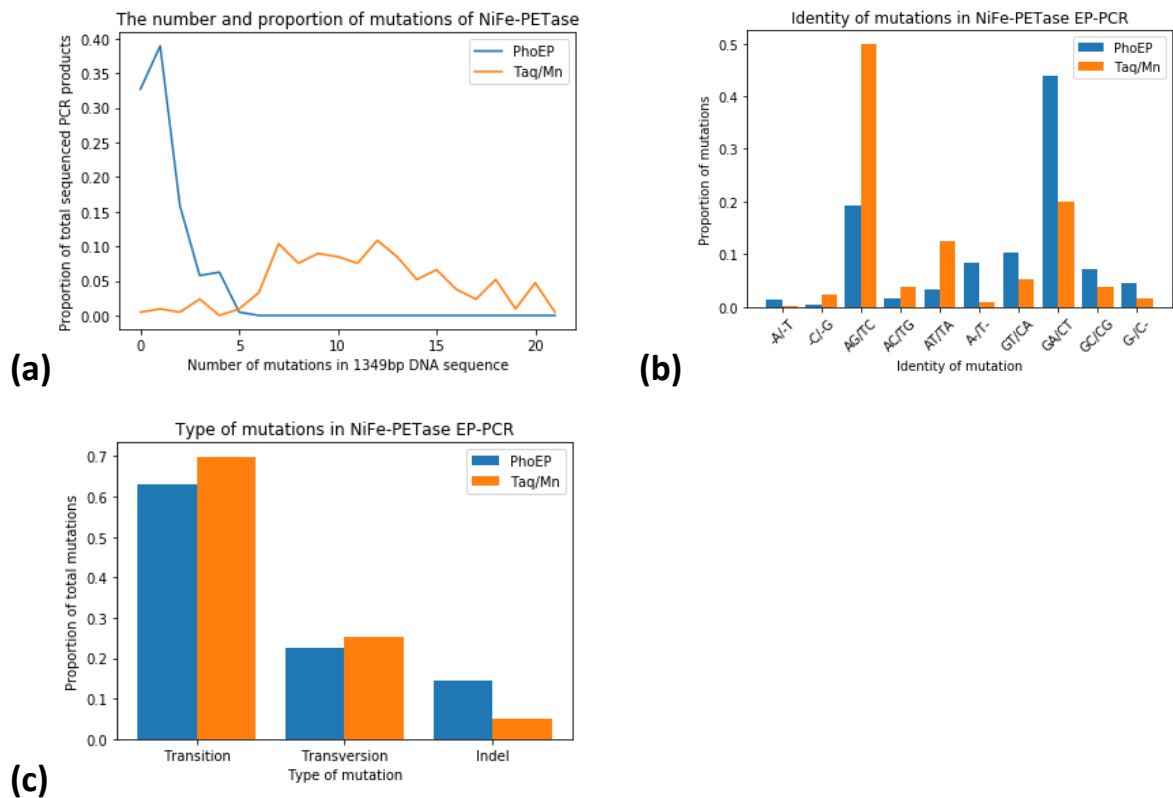 The number and proportion of mutations of NiFe-PETase
Proportion of total sequenced PCR products
0.40
0.35
0.30
0.25
0.20
0.15
0.10
0.05
0.00
PhoEP
Taq/Mn
0 5 10 15 20
Number of mutations in 1349bp DNA sequence
(a)
Identity of mutations in NiFe-PETase EP-PCR
Proportion of mutations
0.5
0.4
0.3
0.2
0.1
0.0
PhoEP
Taq/Mn
-A/-T -C/-G AG/TC AC/TG AT/TA A-/T- GT/CA GA/CT GC/CG G-/C-
Identity of mutation
(b)
Type of mutations in NiFe-PETase EP-PCR
Proportion of total mutations
0.7
0.6
0.5
0.4
0.3
0.2
0.1
0.0
PhoEP
Taq/Mn
Transition Transversion Indel
Type of mutation
(c)